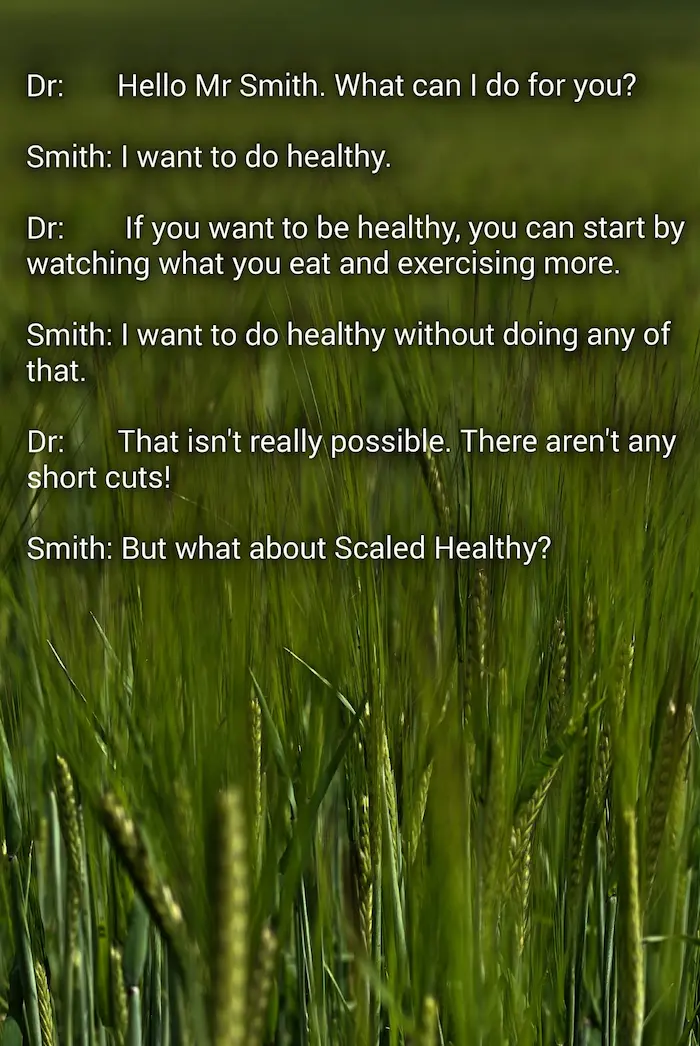 Dr: Hello Mr Smith. What can I do for you?
Smith: I want to do healthy.
Dr: If you want to be healthy, you can start by
watching what you eat and exercising more.
Smith: I want to do healthy without doing any of
that.
Dr: That isn't really possible. There aren't any
short cuts!
Smith: But what about Scaled Healthy?